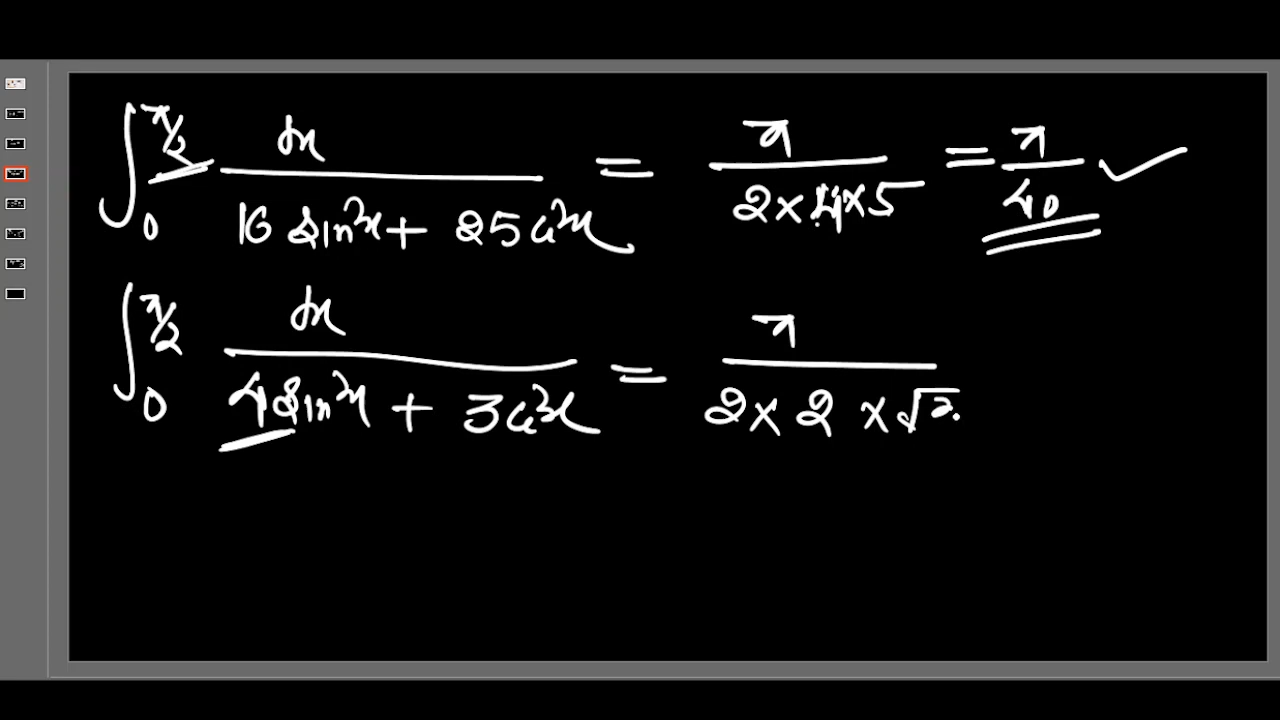 ∫₀^{π/2} dx / (16 sin²x + 25 cos²x) = π / (2×4×5) = π/40 ✓
∫₀^{π/2} dx / (4 sin²x + 3 cos²x) = π / (2×2×√3